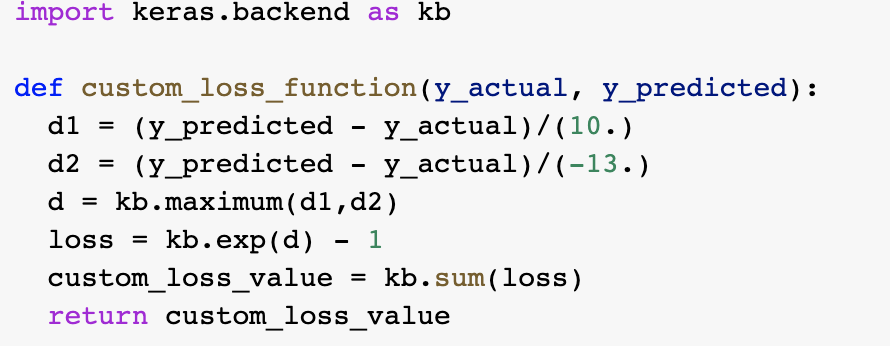 import keras.backend as kb
def custom_loss_function(y_actual, y_predicted):
d1 = (y_predicted - y_actual)/(10.)
d2 = (y_predicted - y_actual)/(-13.)
d = kb.maximum(d1,d2)
loss = kb.exp(d) - 1
custom_loss_value = kb.sum(loss)
return custom_loss_value